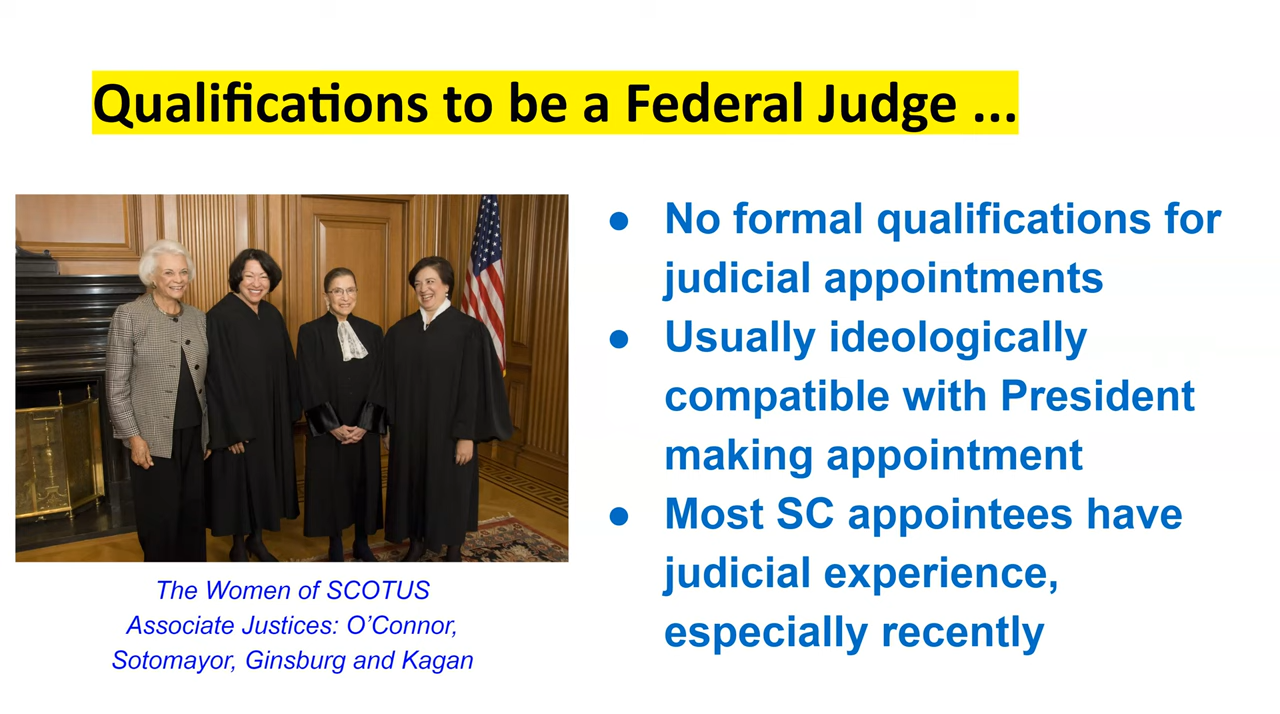 Qualifications to be a Federal Judge ...
● No formal qualifications for
judicial appointments
● Usually ideologically
compatible with President
making appointment
● Most SC appointees have
judicial experience,
especially recently
The Women of SCOTUS
Associate Justices: O'Connor,
Sotomayor, Ginsburg and Kagan